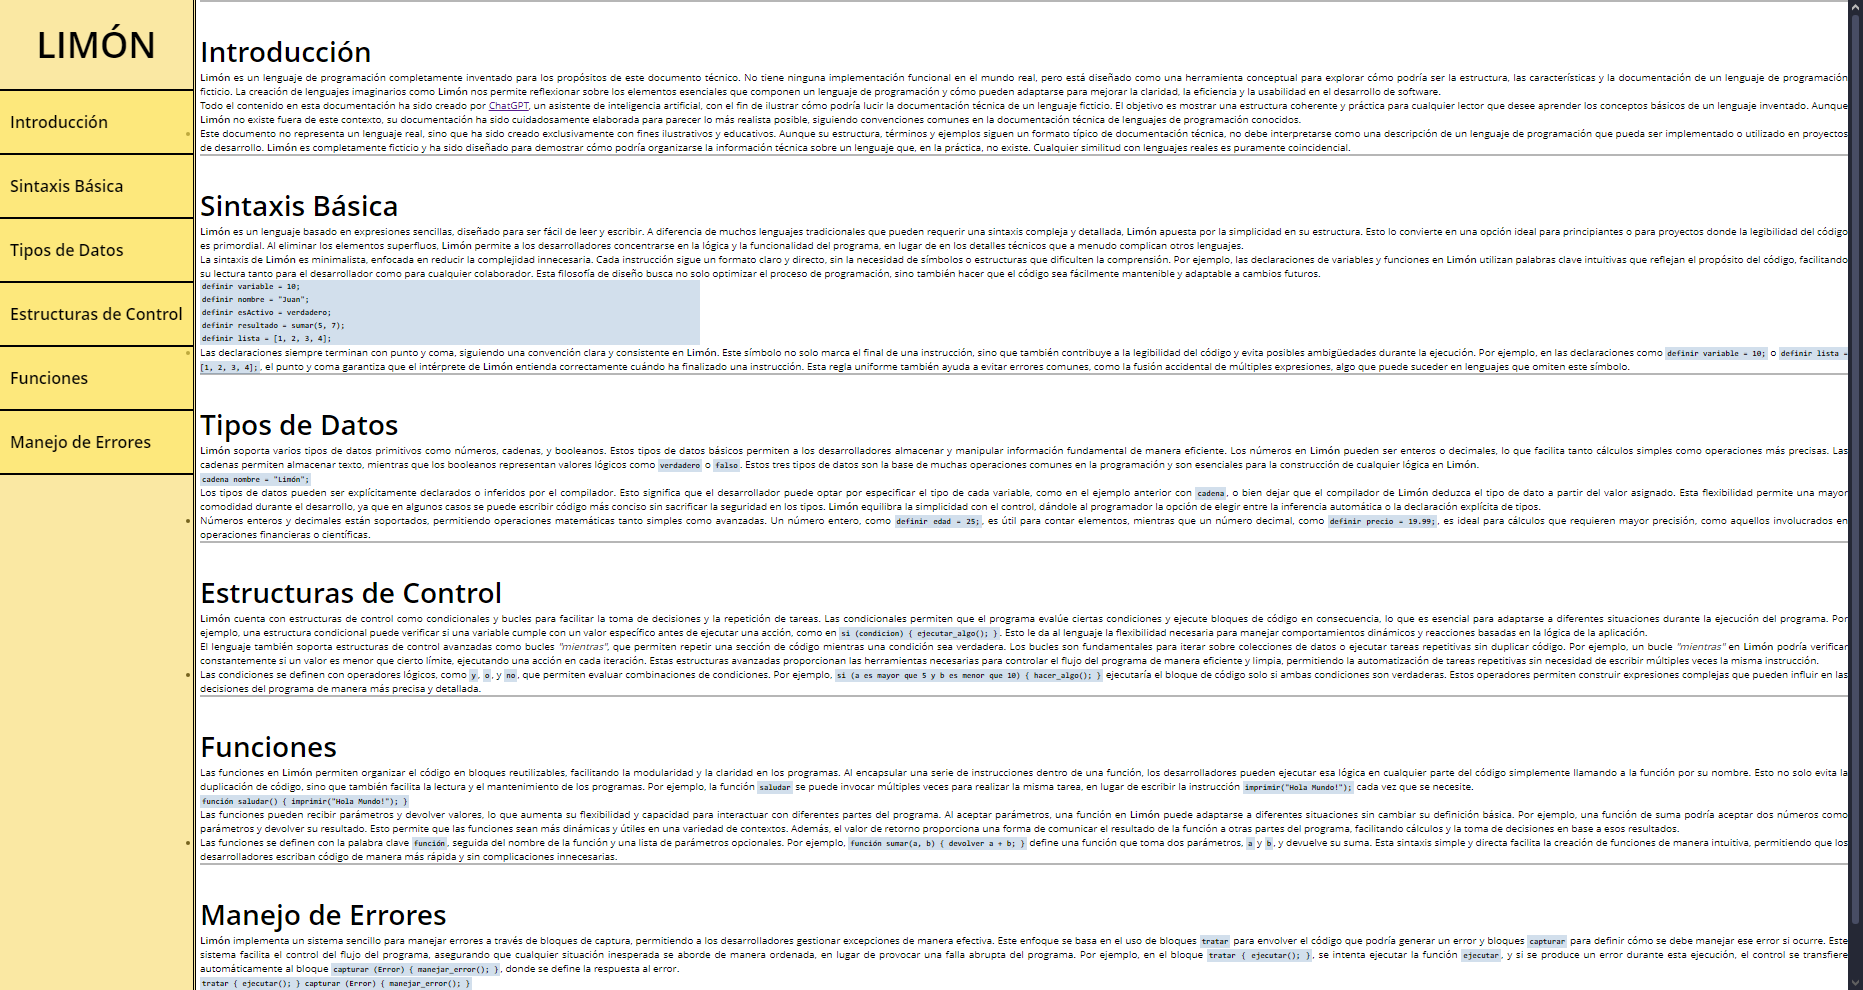 LIMÓN
Introducción
Sintaxis Básica
Tipos de Datos
Estructuras de Control
Funciones
Manejo de Errores
Introducción
Limón es un lenguaje de programación completamente inventado para los propósitos de este documento técnico. No tiene ninguna implementación funcional en el mundo real, pero está diseñado como una herramienta conceptual para explorar cómo podría ser la estructura, las características y la documentación de un lenguaje de programación
ficticio. La creación de lenguajes imaginarios como Limón nos permite reflexionar sobre los elementos esenciales que componen un lenguaje de programación y cómo pueden adaptarse para mejorar la claridad, la eficiencia y la usabilidad en el desarrollo de software.
Todo el contenido en esta documentación ha sido creado por ChatGPT, un asistente de inteligencia artificial, con el fin de ilustrar cómo podría lucir la documentación técnica de un lenguaje ficticio. El objetivo es mostrar una estructura coherente y práctica para cualquier lector que desee aprender los conceptos básicos de un lenguaje inventado. Aunque
Limón no existe fuera de este contexto, su documentación ha sido cuidadosamente elaborada para parecer lo más realista posible, siguiendo convenciones comunes en la documentación técnica de lenguajes de programación conocidos.
Este documento no representa un lenguaje real, sino que ha sido creado exclusivamente con fines ilustrativos y educativos. Aunque su estructura, términos y ejemplos siguen un formato típico de documentación técnica, no debe interpretarse como una descripción de un lenguaje de programación que pueda ser implementado o utilizado en proyectos
de desarrollo. Limón es completamente ficticio y ha sido diseñado para demostrar cómo podría organizarse la información técnica sobre un lenguaje que, en la práctica, no existe. Cualquier similitud con lenguajes reales es puramente coincidencial.
Sintaxis Básica
Limón es un lenguaje basado en expresiones sencillas, diseñado para ser fácil de leer y escribir. A diferencia de muchos lenguajes tradicionales que pueden requerir una sintaxis compleja y detallada, Limón apuesta por la simplicidad en su estructura. Esto lo convierte en una opción ideal para principiantes o para proyectos donde la legibilidad del código
es primordial. Al eliminar los elementos superfluos, Limón permite a los desarrolladores concentrarse en la lógica y la funcionalidad del programa, en lugar de en los detalles técnicos que a menudo complican otros lenguajes.
La sintaxis de Limón es minimalista, enfocada en reducir la complejidad innecesaria. Cada instrucción sigue un formato claro y directo, sin la necesidad de símbolos o estructuras que dificulten la comprensión. Por ejemplo, las declaraciones de variables y funciones en Limón utilizan palabras clave intuitivas que reflejan el propósito del código, facilitando
su lectura tanto para el desarrollador como para cualquier colaborador. Esta filosofía de diseño busca no solo optimizar el proceso de programación, sino también hacer que el código sea fácilmente mantenible y adaptable a cambios futuros.
definir variable = 10;
definir nombre = "Juan";
definir esActivo = verdadero;
definir resultado = sumar(5, 7);
definir lista = [1, 2, 3, 4];
Las declaraciones siempre terminan con punto y coma, siguiendo una convención clara y consistente en Limón. Este símbolo no solo marca el final de una instrucción, sino que también contribuye a la legibilidad del código y evita posibles ambigüedades durante la ejecución. Por ejemplo, en las declaraciones como definir variable = 10; o definir lista =
[1, 2, 3, 4];, el punto y coma garantiza que el intérprete de Limón entienda correctamente cuándo ha finalizado una instrucción. Esta regla uniforme también ayuda a evitar errores comunes, como la fusión accidental de múltiples expresiones, algo que puede suceder en lenguajes que omiten este símbolo.
Tipos de Datos
Limón soporta varios tipos de datos primitivos como números, cadenas, y booleanos. Estos tipos de datos básicos permiten a los desarrolladores almacenar y manipular información fundamental de manera eficiente. Los números en Limón pueden ser enteros o decimales, lo que facilita tanto cálculos simples como operaciones más precisas. Las
cadenas permiten almacenar texto, mientras que los booleanos representan valores lógicos como verdadero o falso. Estos tres tipos de datos son la base de muchas operaciones comunes en la programación y son esenciales para la construcción de cualquier lógica en Limón.
cadena nombre = "Limón";
Los tipos de datos pueden ser explícitamente declarados o inferidos por el compilador. Esto significa que el desarrollador puede optar por especificar el tipo de cada variable, como en el ejemplo anterior con cadena, o bien dejar que el compilador de Limón deduzca el tipo de dato a partir del valor asignado. Esta flexibilidad permite una mayor
comodidad durante el desarrollo, ya que en algunos casos se puede escribir código más conciso sin sacrificar la seguridad en los tipos. Limón equilibra la simplicidad con el control, dándole al programador la opción de elegir entre la inferencia automática o la declaración explícita de tipos.
Números enteros y decimales están soportados, permitiendo operaciones matemáticas tanto simples como avanzadas. Un número entero, como definir edad = 25;, es útil para contar elementos, mientras que un número decimal, como definir precio = 19.99;, es ideal para cálculos que requieren mayor precisión, como aquellos involucrados en
operaciones financieras o científicas.
Estructuras de Control
Limón cuenta con estructuras de control como condicionales y bucles para facilitar la toma de decisiones y la repetición de tareas. Las condicionales permiten que el programa evalúe ciertas condiciones y ejecute bloques de código en consecuencia, lo que es esencial para adaptarse a diferentes situaciones durante la ejecución del programa. Por
ejemplo, una estructura condicional puede verificar si una variable cumple con un valor específico antes de ejecutar una acción, como en si (condicion) { ejecutar_algo(); }. Esto le da al lenguaje la flexibilidad necesaria para manejar comportamientos dinámicos y reacciones basadas en la lógica de la aplicación.
El lenguaje también soporta estructuras de control avanzadas como bucles "mientras", que permiten repetir una sección de código mientras una condición sea verdadera. Los bucles son fundamentales para iterar sobre colecciones de datos o ejecutar tareas repetitivas sin duplicar código. Por ejemplo, un bucle "mientras" en Limón podría verificar
constantemente si un valor es menor que cierto límite, ejecutando una acción en cada iteración. Estas estructuras avanzadas proporcionan las herramientas necesarias para controlar el flujo del programa de manera eficiente y limpia, permitiendo la automatización de tareas repetitivas sin necesidad de escribir múltiples veces la misma instrucción.
Las condiciones se definen con operadores lógicos, como y, o, y no, que permiten evaluar combinaciones de condiciones. Por ejemplo, si (a es mayor que 5 y b es menor que 10) { hacer_algo(); } ejecutaría el bloque de código solo si ambas condiciones son verdaderas. Estos operadores permiten construir expresiones complejas que pueden influir en las
decisiones del programa de manera más precisa y detallada.
Funciones
Las funciones en Limón permiten organizar el código en bloques reutilizables, facilitando la modularidad y la claridad en los programas. Al encapsular una serie de instrucciones dentro de una función, los desarrolladores pueden ejecutar esa lógica en cualquier parte del código simplemente llamando a la función por su nombre. Esto no solo evita la
duplicación de código, sino que también facilita la lectura y el mantenimiento de los programas. Por ejemplo, la función saludar se puede invocar múltiples veces para realizar la misma tarea, en lugar de escribir la instrucción imprimir("Hola Mundo!"); cada vez que se necesite.
función saludar() { imprimir("Hola Mundo!"); }
Las funciones pueden recibir parámetros y devolver valores, lo que aumenta su flexibilidad y capacidad para interactuar con diferentes partes del programa. Al aceptar parámetros, una función en Limón puede adaptarse a diferentes situaciones sin cambiar su definición básica. Por ejemplo, una función de suma podría aceptar dos números como
parámetros y devolver su resultado. Esto permite que las funciones sean más dinámicas y útiles en una variedad de contextos. Además, el valor de retorno proporciona una forma de comunicar el resultado de la función a otras partes del programa, facilitando cálculos y la toma de decisiones en base a esos resultados.
Las funciones se definen con la palabra clave función, seguida del nombre de la función y una lista de parámetros opcionales. Por ejemplo, función sumar(a, b) { devolver a + b; } define una función que toma dos parámetros, a y b, y devuelve su suma. Esta sintaxis simple y directa facilita la creación de funciones de manera intuitiva, permitiendo que los
desarrolladores escriban código de manera más rápida y sin complicaciones innecesarias.
Manejo de Errores
Limón implementa un sistema sencillo para manejar errores a través de bloques de captura, permitiendo a los desarrolladores gestionar excepciones de manera efectiva. Este enfoque se basa en el uso de bloques tratar para envolver el código que podría generar un error y bloques capturar para definir cómo se debe manejar ese error si ocurre. Este
sistema facilita el control del flujo del programa, asegurando que cualquier situación inesperada se aborde de manera ordenada, en lugar de provocar una falla abrupta del programa. Por ejemplo, en el bloque tratar { ejecutar(); }, se intenta ejecutar la función ejecutar, y si se produce un error durante esta ejecución, el control se transfiere
automáticamente al bloque capturar (Error) { manejar_error(); }, donde se define la respuesta al error.
tratar { ejecutar(); } capturar (Error) { manejar_error(); }